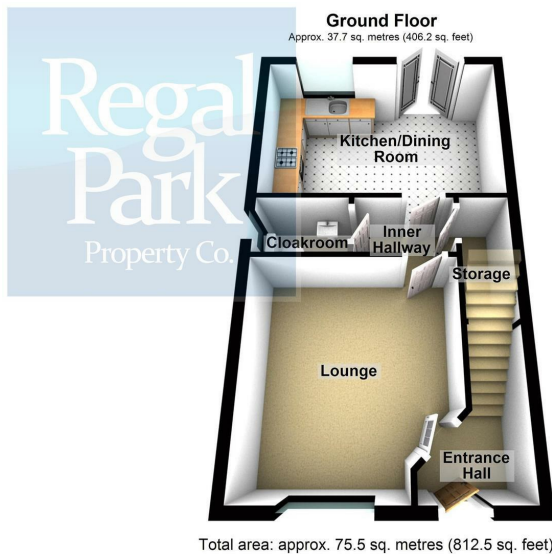 Ground Floor
Approx. 37.7 sq. metres (406.2 sq. feet)
Regal
Park
Property Co.
Kitchen/Dining
Room
Cloakroom
Inner
Hallway
Storage
Lounge
Entrance
Hall
Total area: approx. 75.5 sq. metres (812.5 sq. feet)